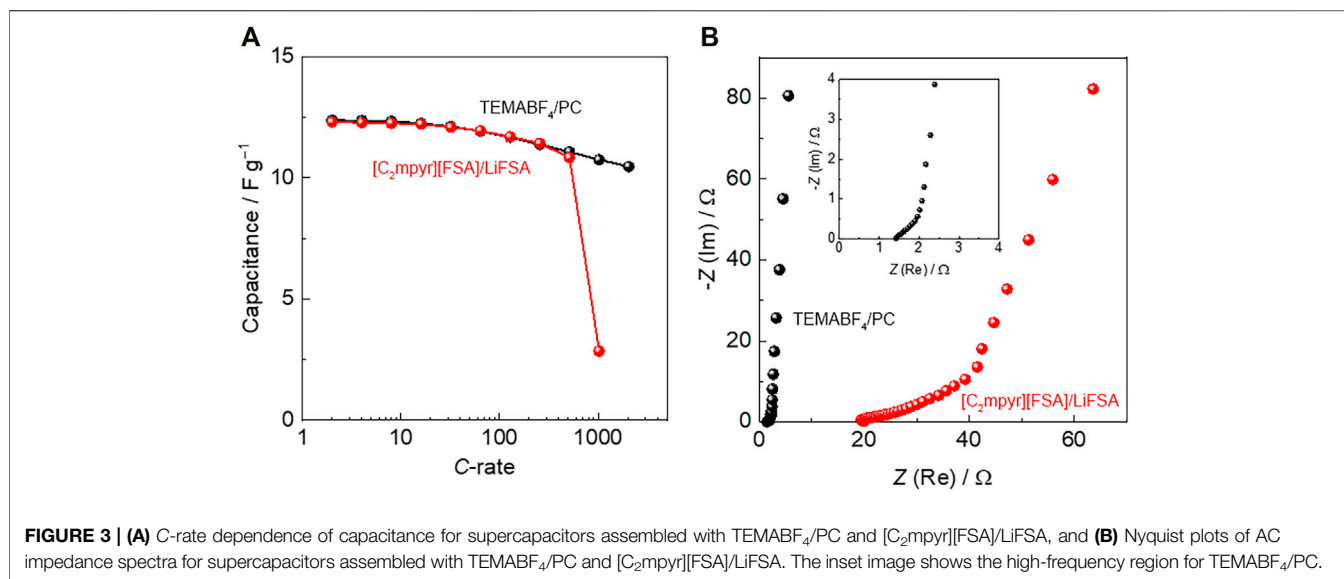 A
15
10
5
0
Capacitance / F g⁻¹
TEMABF₄/PC
[C₂mpyr][FSA]/LiFSA
1 10 100 1000
C-rate
B
80
60
40
20
0
-Z (Im) / Ω
4
3
2
1
0
-Z (Im) / Ω
0 1 2 3 4
Z (Re) / Ω
TEMABF₄/PC
[C₂mpyr][FSA]/LiFSA
0 20 40 60
Z (Re) / Ω
FIGURE 3 | (A) C-rate dependence of capacitance for supercapacitors assembled with TEMABF₄/PC and [C₂mpyr][FSA]/LiFSA, and (B) Nyquist plots of AC
impedance spectra for supercapacitors assembled with TEMABF₄/PC and [C₂mpyr][FSA]/LiFSA. The inset image shows the high-frequency region for TEMABF₄/PC.